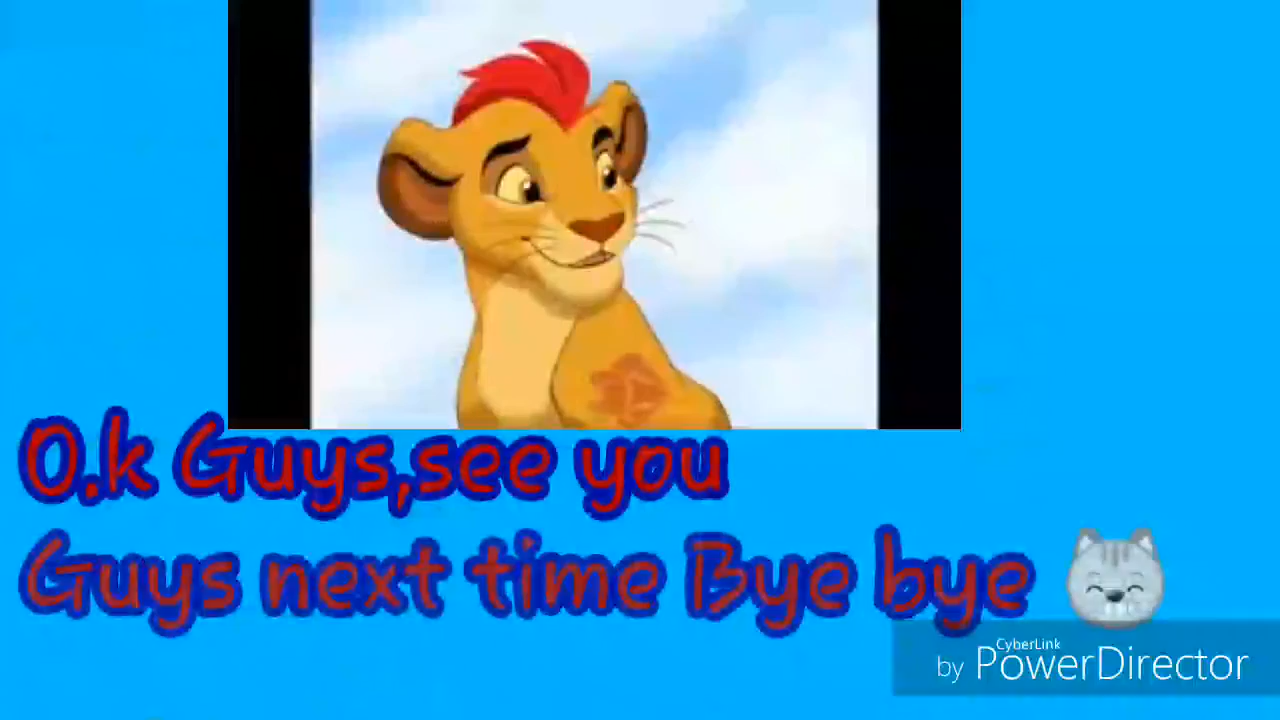 O.k Guys,see you
Guys next time Bye bye
CyberLink
by PowerDirector